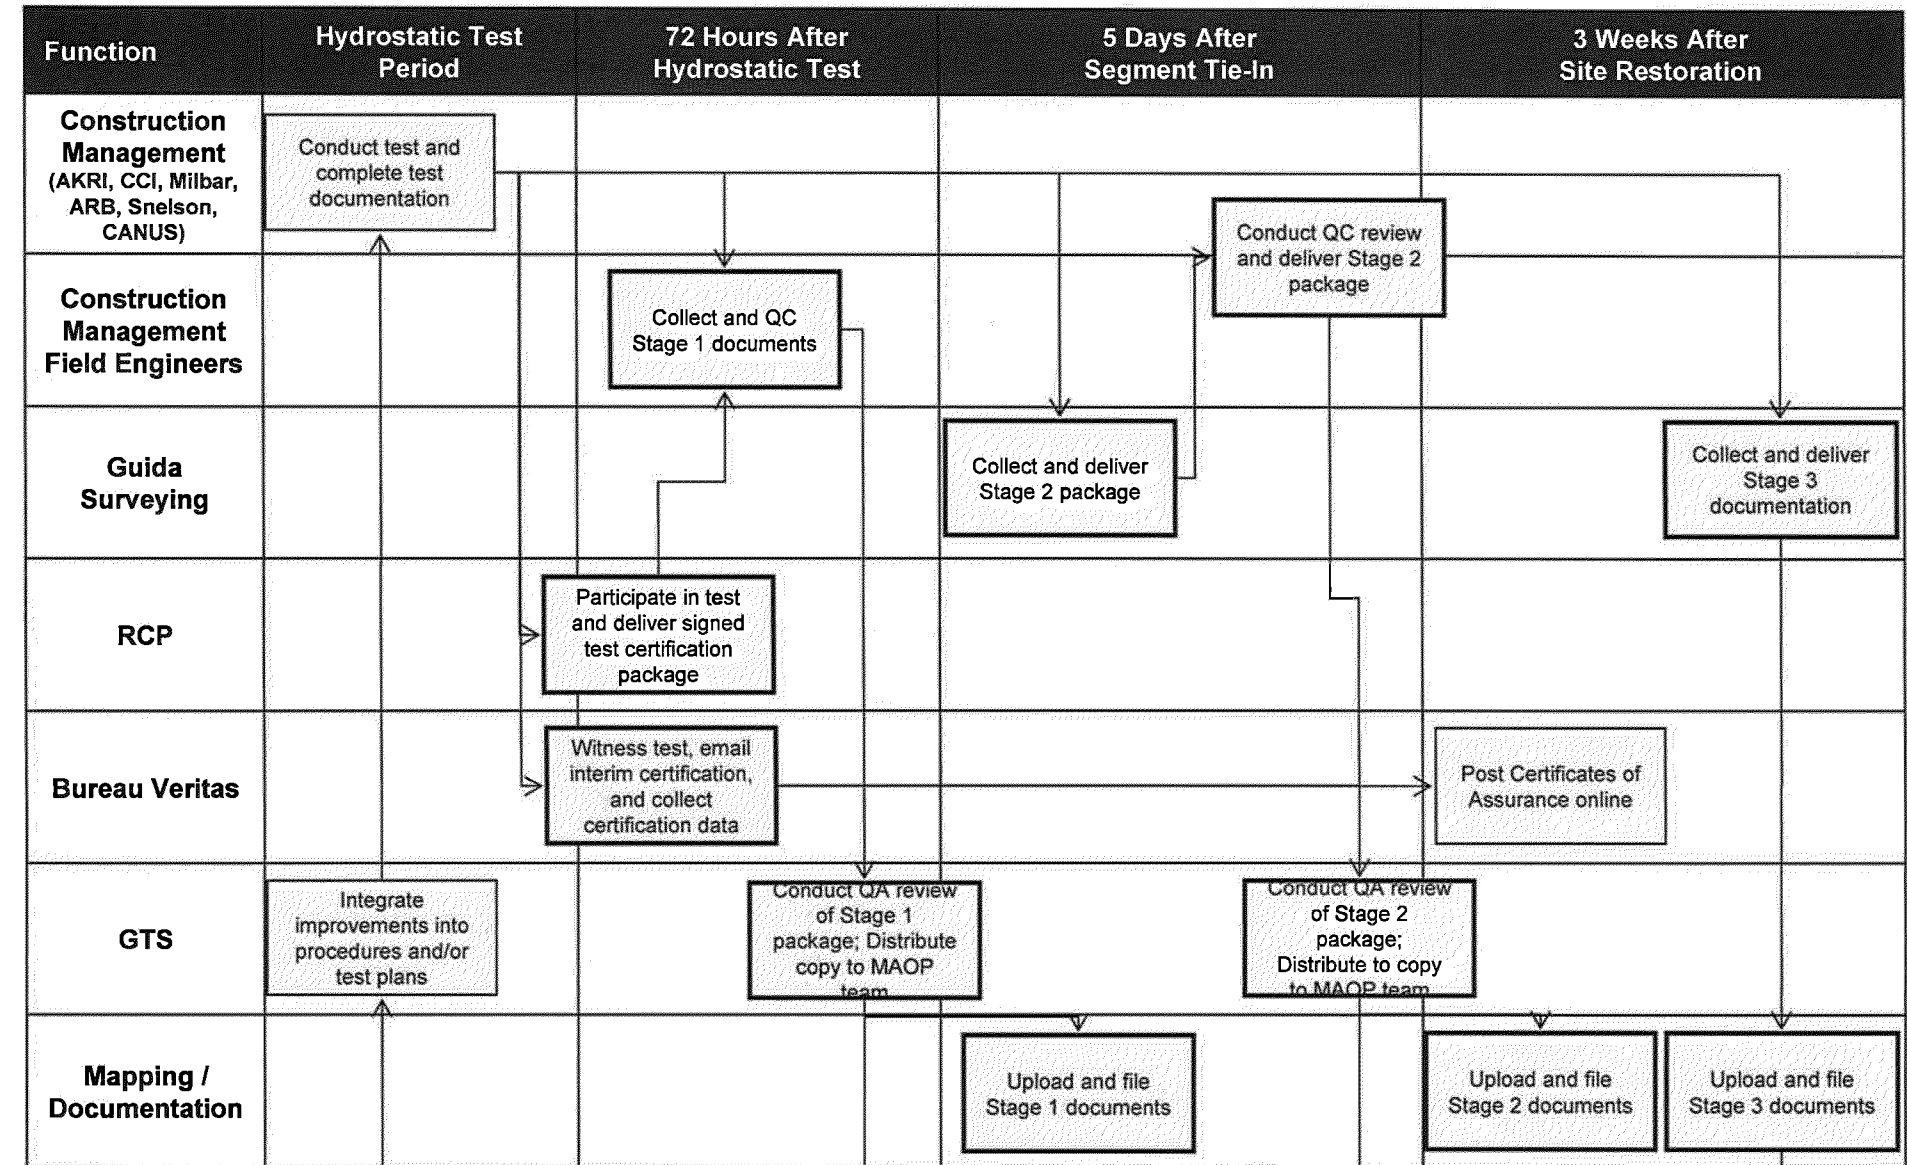 Function
Hydrostatic Test
Period
72 Hours After
Hydrostatic Test
5 Days After
Segment Tie-In
3 Weeks After
Site Restoration
Construction
Management
(AKRI, CCI, Milbar,
ARB, Snelson,
CANUS)
Conduct test and
complete test
documentation
Conduct QC review
and deliver Stage 2
package
Construction
Management
Field Engineers
Collect and QC
Stage 1 documents
Guida
Surveying
Collect and deliver
Stage 2 package
Collect and deliver
Stage 3
documentation
RCP
Participate in test
and deliver signed
test certification
package
Bureau Veritas
Witness test, email
interim certification,
and collect
certification data
Post Certificates of
Assurance online
GTS
Integrate
improvements into
procedures and/or
test plans
Conduct QA review
of Stage 1
package; Distribute
copy to MAOP
team
Conduct QA review
of Stage 2
package;
Distribute to copy
to MAOP team
Mapping /
Documentation
Upload and file
Stage 1 documents
Upload and file
Stage 2 documents
Upload and file
Stage 3 documents